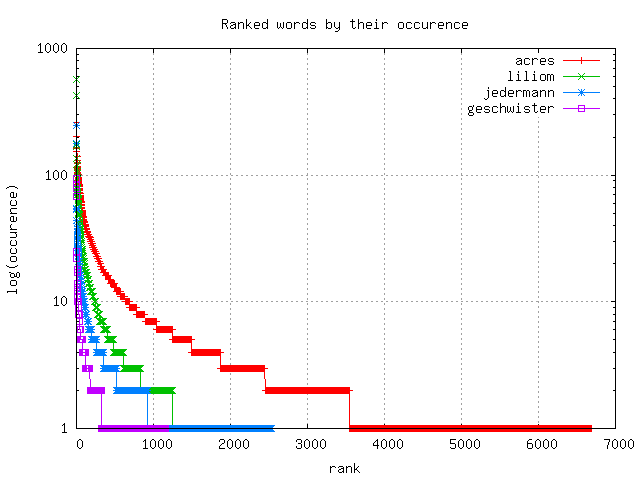 Ranked words by their occurence
1000
100
10
1
log(occurence)
acres
liliom
jedermann
geschwister
0 1000 2000 3000 4000 5000 6000 7000
rank